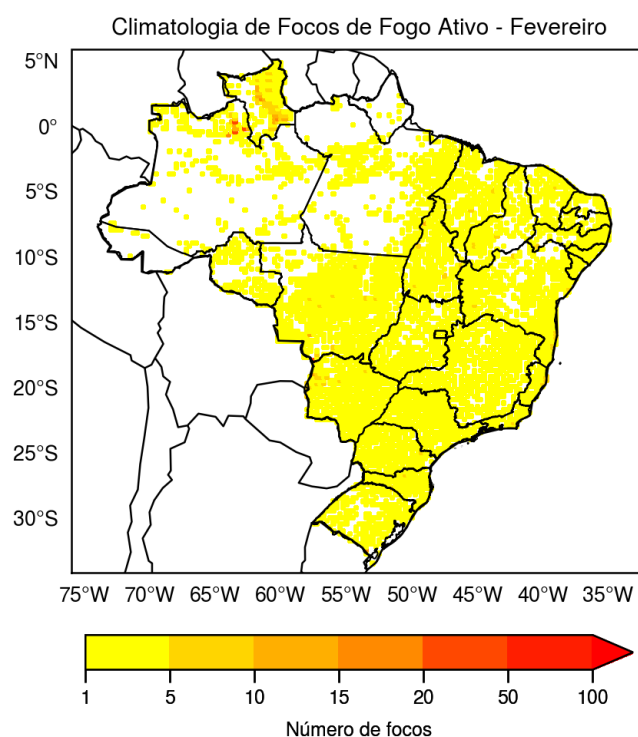 Climatologia de Focos de Fogo Ativo - Fevereiro
5°N
0°
5°S
10°S
15°S
20°S
25°S
30°S
75°W 70°W 65°W 60°W 55°W 50°W 45°W 40°W 35°W
1 5 10 15 20 50 100
Número de focos